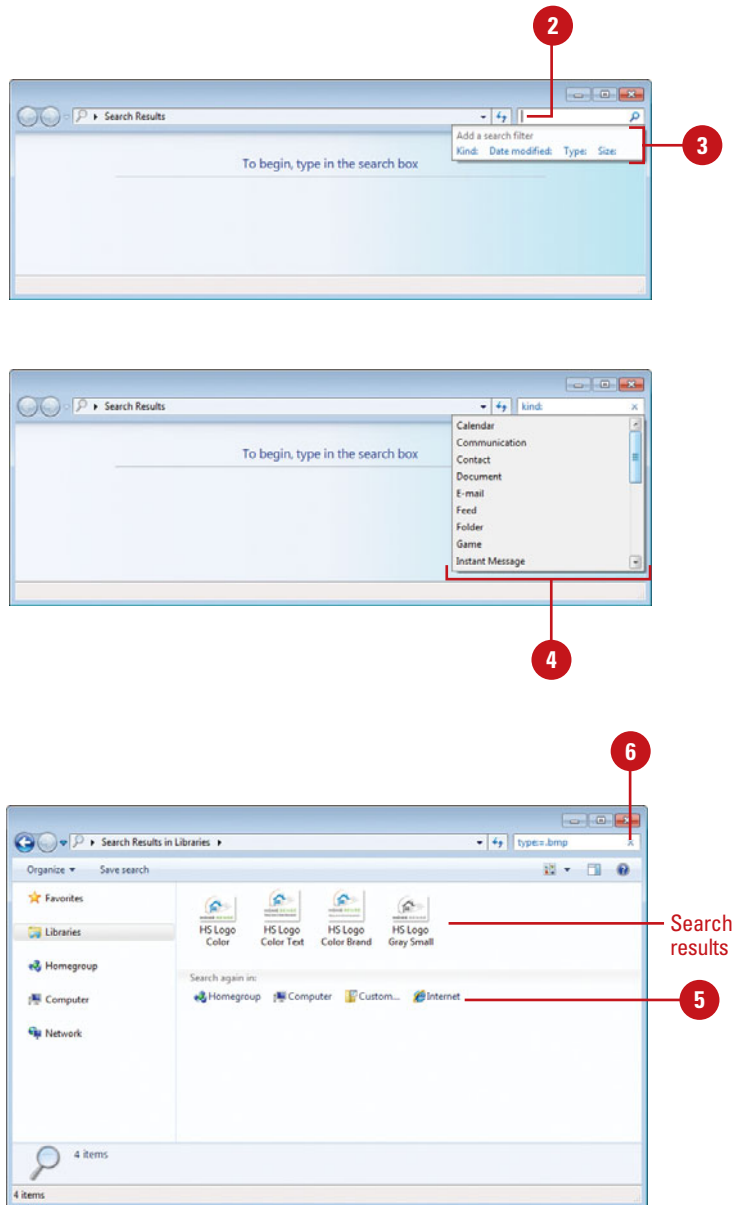 2
Search Results
Add a search filter
Kind: Date modified: Type: Size:
3
To begin, type in the search box
Search Results
kind:
To begin, type in the search box
Calendar
Communication
Contact
Document
E-mail
Feed
Folder
Game
Instant Message
4
6
Search Results in Libraries
type:=.bmp
Organize
Save search
Favorites
Libraries
Homegroup
Computer
Network
HS Logo Color
HS Logo Color Text
HS Logo Color Brand
HS Logo Gray Small
Search results
Search again in:
Homegroup Computer Custom... Internet
5
4 items
4 items